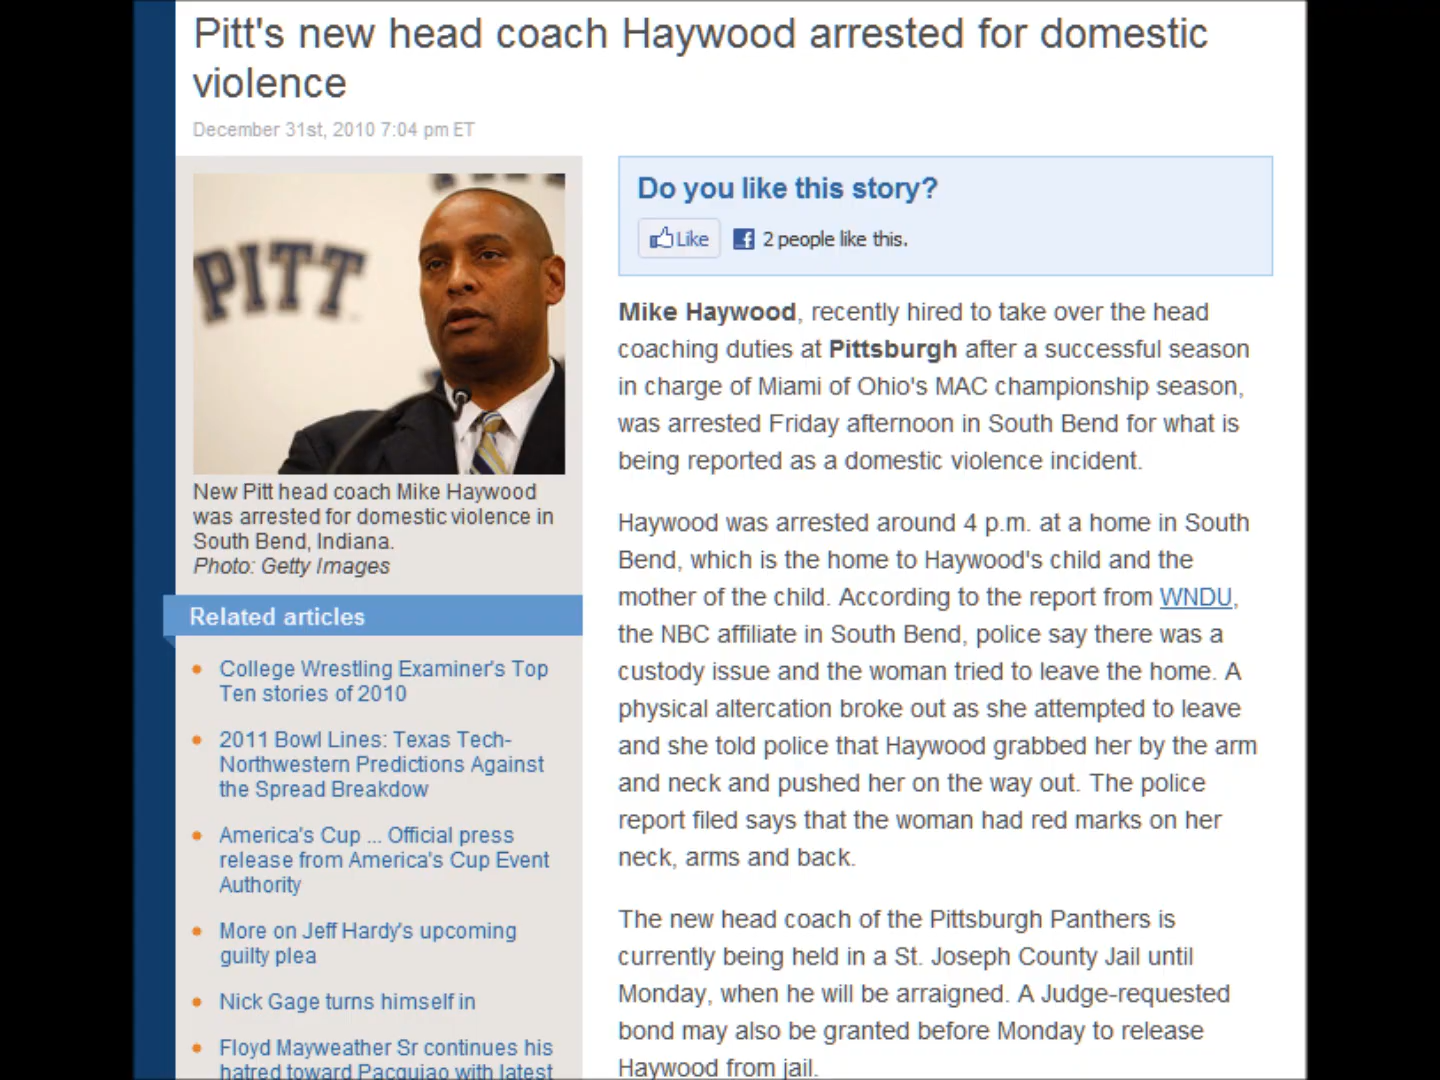 Pitt's new head coach Haywood arrested for domestic
violence
December 31st, 2010 7:04 pm ET
PITT
New Pitt head coach Mike Haywood
was arrested for domestic violence in
South Bend, Indiana.
Photo: Getty Images
Related articles
College Wrestling Examiner's Top
Ten stories of 2010
2011 Bowl Lines: Texas Tech-
Northwestern Predictions Against
the Spread Breakdow
America's Cup ... Official press
release from America's Cup Event
Authority
More on Jeff Hardy's upcoming
guilty plea
Nick Gage turns himself in
Floyd Mayweather Sr continues his
hatred toward Pacquiao with latest
Do you like this story?
Like
2 people like this.
Mike Haywood, recently hired to take over the head
coaching duties at Pittsburgh after a successful season
in charge of Miami of Ohio's MAC championship season,
was arrested Friday afternoon in South Bend for what is
being reported as a domestic violence incident.
Haywood was arrested around 4 p.m. at a home in South
Bend, which is the home to Haywood's child and the
mother of the child. According to the report from WNDU,
the NBC affiliate in South Bend, police say there was a
custody issue and the woman tried to leave the home. A
physical altercation broke out as she attempted to leave
and she told police that Haywood grabbed her by the arm
and neck and pushed her on the way out. The police
report filed says that the woman had red marks on her
neck, arms and back.
The new head coach of the Pittsburgh Panthers is
currently being held in a St. Joseph County Jail until
Monday, when he will be arraigned. A Judge-requested
bond may also be granted before Monday to release
Haywood from jail.